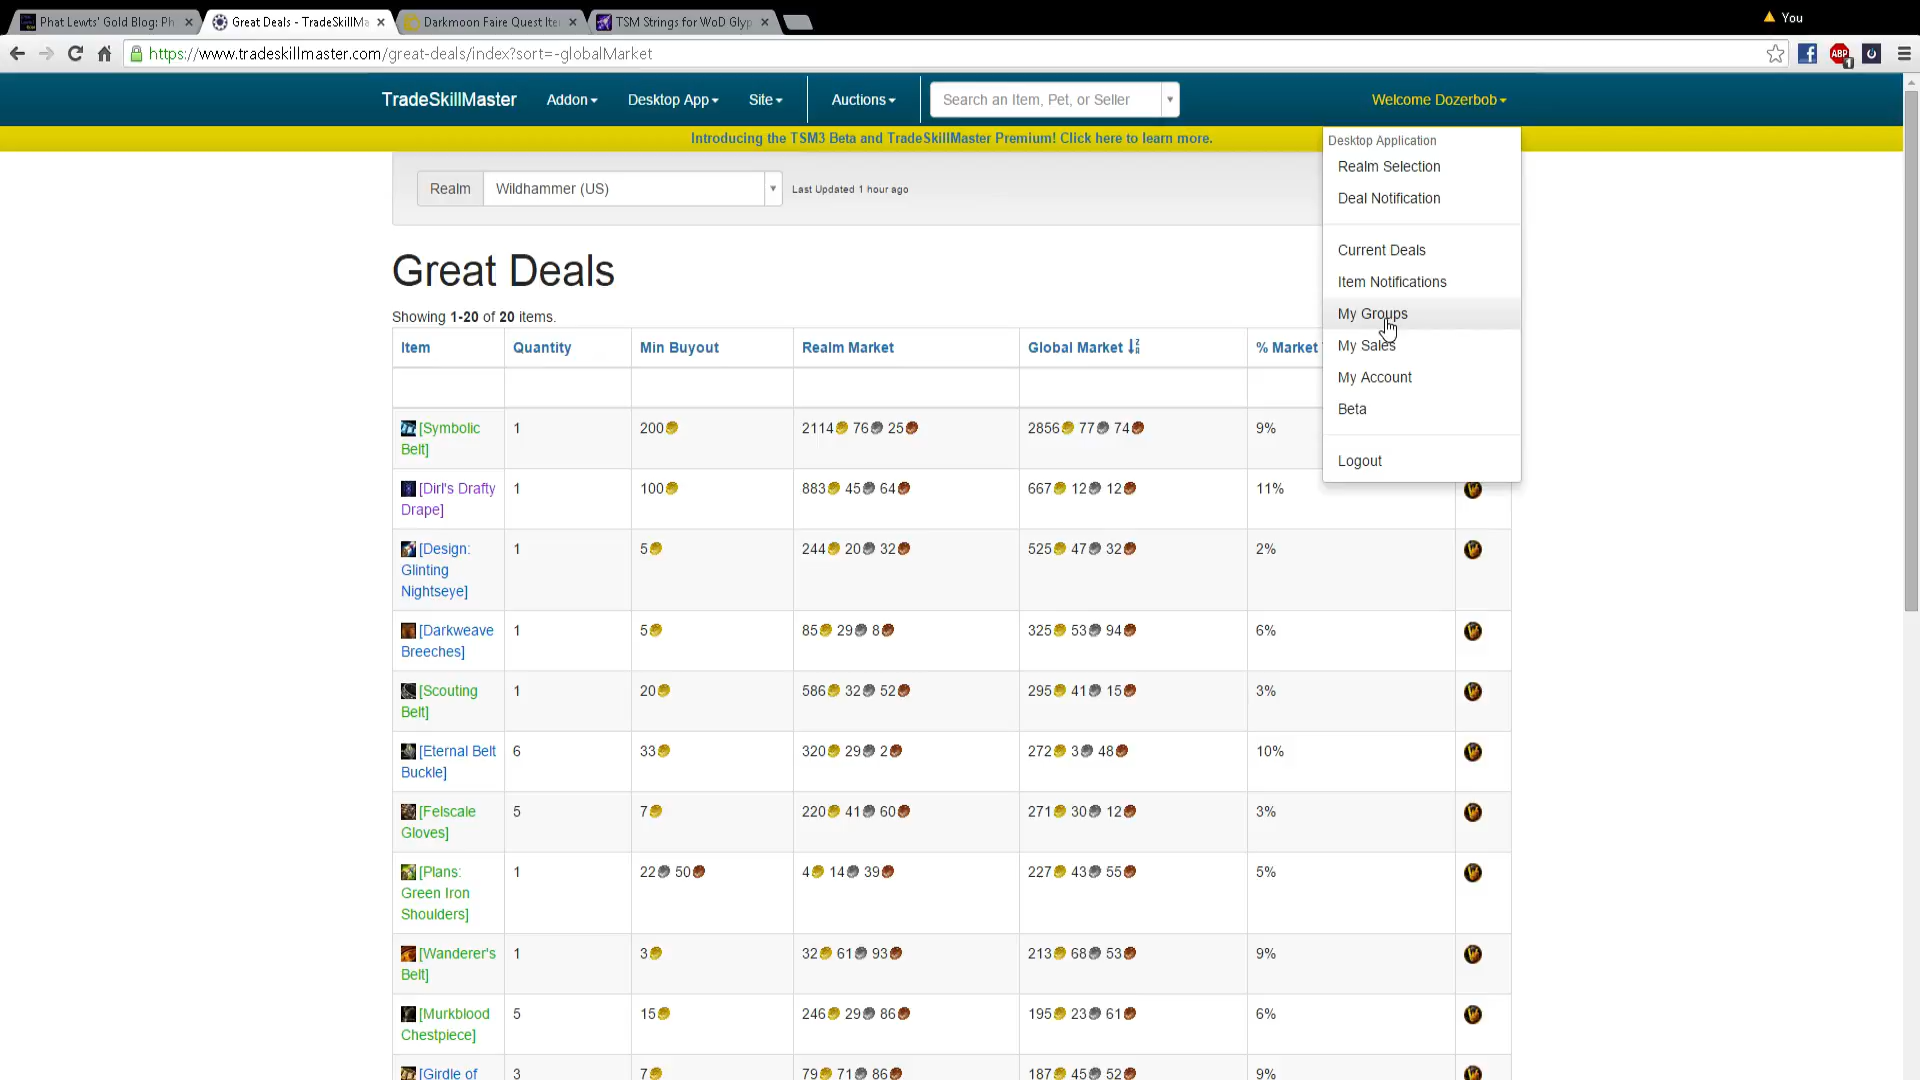 Phat Lewts' Gold Blog: Ph
Great Deals - TradeSkillMa
Darkmoon Faire Quest Ite
TSM Strings for WoD Glyp
You
https://www.tradeskillmaster.com/great-deals/index?sort=-globalMarket
ABP
1
TradeSkillMaster
Addon
Desktop App
Site
Auctions
Search an Item, Pet, or Seller
Welcome Dozerbob
Introducing the TSM3 Beta and TradeSkillMaster Premium! Click here to learn more.
Desktop Application
Realm Selection
Deal Notification
Current Deals
Item Notifications
My Groups
My Sales
My Account
Beta
Logout
Realm
Wildhammer (US)
Last Updated 1 hour ago
Great Deals
Showing 1-20 of 20 items.
Item Quantity Min Buyout Realm Market Global Market % Market
[Symbolic 1 200 2114 76 25 2856 77 74 9%
Belt]
[Dirl's Drafty 1 100 883 45 64 667 12 12 11%
Drape]
[Design: 1 5 244 20 32 525 47 32 2%
Glinting
Nightseye]
[Darkweave 1 5 85 29 8 325 53 94 6%
Breeches]
[Scouting 1 20 586 32 52 295 41 15 3%
Belt]
[Eternal Belt 6 33 320 29 2 272 3 48 10%
Buckle]
[Felscale 5 7 220 41 60 271 30 12 3%
Gloves]
[Plans: 1 22 50 4 14 39 227 43 55 5%
Green Iron
Shoulders]
[Wanderer's 1 3 32 61 93 213 68 53 9%
Belt]
[Murkblood 5 15 246 29 86 195 23 61 6%
Chestpiece]
[Girdle of 3 7 79 71 86 187 45 52 9%